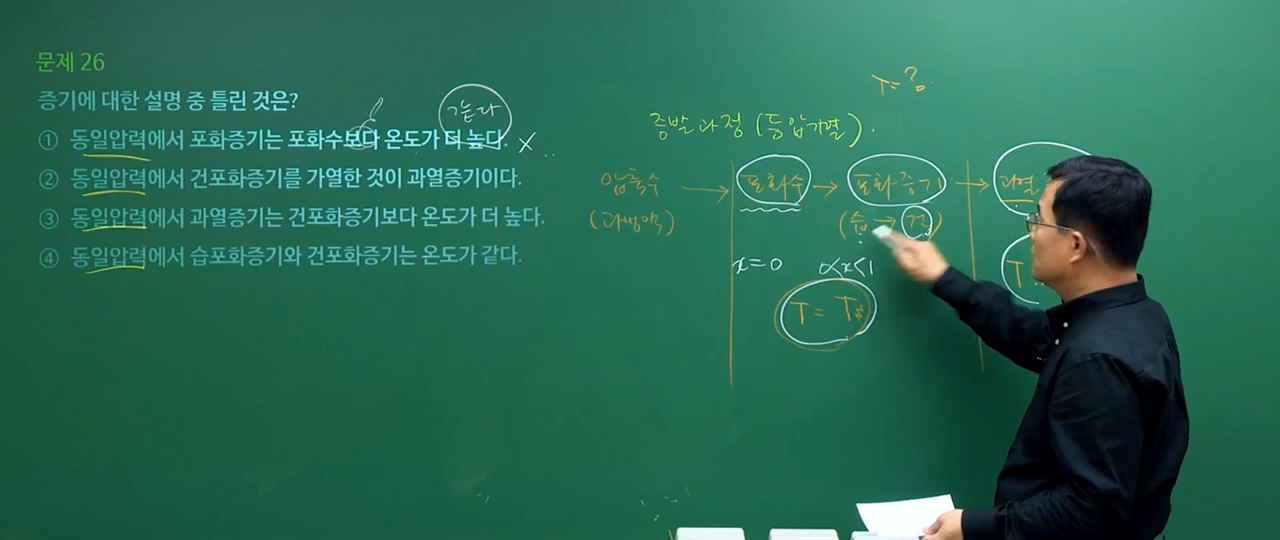 문제 26
증기에 대한 설명 중 틀린 것은?
① 동일압력에서 포화증기는 포화수보다 온도가 더 높다. X
같다
② 동일압력에서 건포화증기를 가열한 것이 과열증기이다.
③ 동일압력에서 과열증기는 건포화증기보다 온도가 더 높다.
④ 동일압력에서 습포화증기와 건포화증기는 온도가 같다.
T=?
증발과정(등압가열).
압축수 → 포화수 → 포화증기 → 과열
(과냉액) (습 → 건)
x=0 0<x<1
T = T포
T